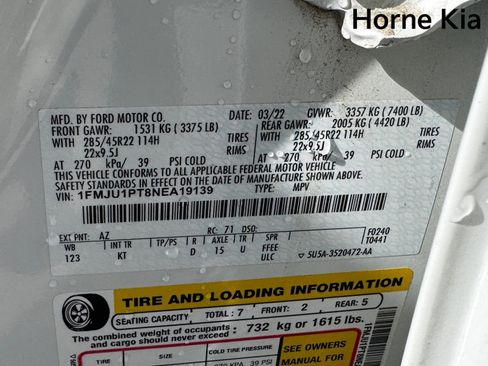 Horne Kia
MFD. BY FORD MOTOR CO.
DATE: 03/22 GVWR: 3357 KG ( 7400 LB)
FRONT GAWR: 1531 KG ( 3375 LB) REAR GAWR: 2005 KG ( 4420 LB)
WITH 285/45R22 114H TIRES WITH 285/45R22 114H TIRES
22x9.5J RIMS 22x9.5J RIMS
AT 270 kPa/ 39 PSI COLD AT 270 kPa/ 39 PSI COLD
THIS VEHICLE CONFORMS TO ALL APPLICABLE FEDERAL MOTOR VEHICLE
SAFETY STANDARDS IN EFFECT ON THE DATE OF MANUFACTURE SHOWN ABOVE.
VIN: 1FMJU1PT8NEA19139 TYPE: MPV
EXT PNT: AZ RC: 71 DSO: F0240
WB INT TR TP/PS R AXLE TR SPR T0441
123 KT D 15 U FE
ULC 5U5A-3520472-AA
TIRE AND LOADING INFORMATION
SEATING CAPACITY TOTAL: 7 FRONT: 2 REAR: 5
The combined weight of occupants and cargo should never exceed: 732 kg or 1615 lbs.
TIRE SIZE COLD TIRE PRESSURE
SEE OWNERS
MANUAL FOR
39 PSI